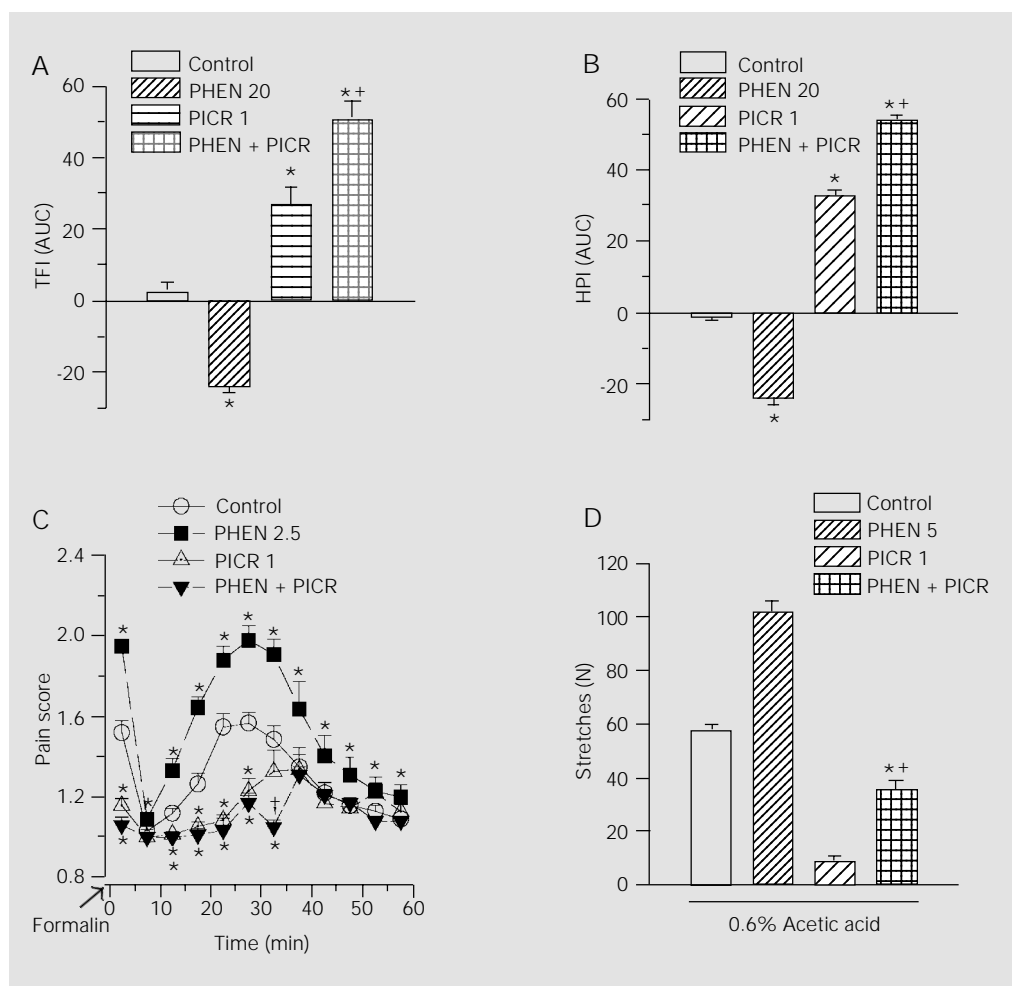 A
Control
PHEN 20
PICR 1
PHEN + PICR
TFI (AUC)
60
40
20
0
-20
*
*
*+
B
Control
PHEN 20
PICR 1
PHEN + PICR
HPI (AUC)
60
40
20
0
-20
*
*
*+
C
Control
PHEN 2.5
PICR 1
PHEN + PICR
Pain score
2.4
2.0
1.6
1.2
0.8
* * * * * * * * * * * *
* * * * * †
* * * * * * *
0 10 20 30 40 50 60
Formalin
Time (min)
D
Control
PHEN 5
PICR 1
PHEN + PICR
Stretches (N)
120
100
80
60
40
20
0
*+
0.6% Acetic acid